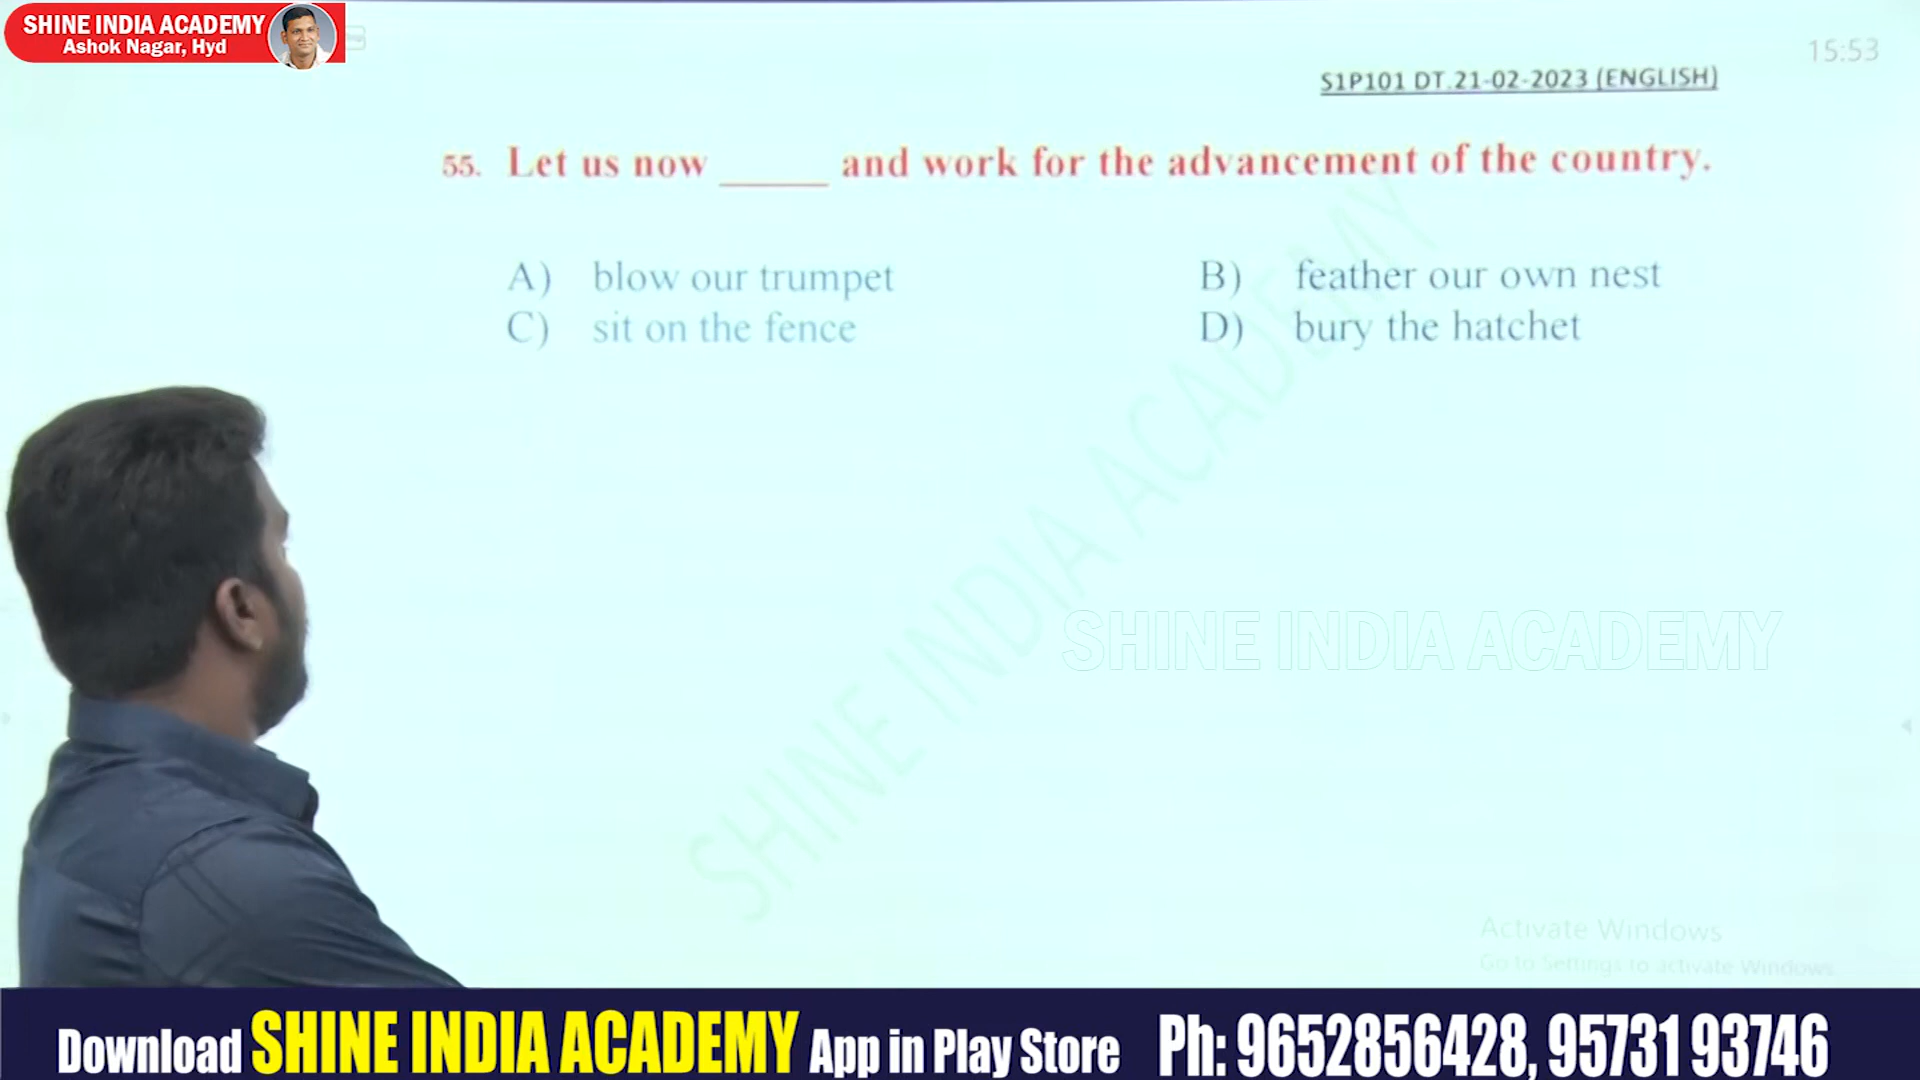 SHINE INDIA ACADEMY
Ashok Nagar, Hyd
15:53
S1P101 DT.21-02-2023 (ENGLISH)
55. Let us now _____ and work for the advancement of the country.
A) blow our trumpet B) feather our own nest
C) sit on the fence D) bury the hatchet
SHINE INDIA ACADEMY
SHINE INDIA ACADEMY
Activate Windows
Go to Settings to activate Windows.
Download SHINE INDIA ACADEMY App in Play Store Ph: 9652856428, 95731 93746